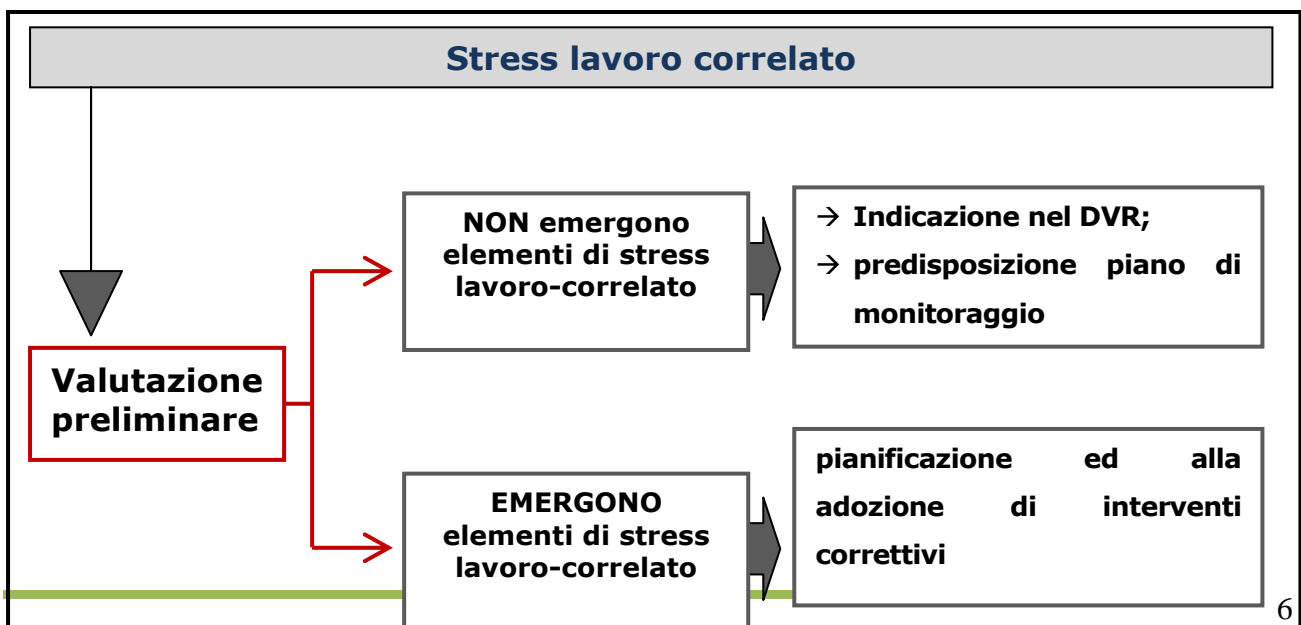 Stress lavoro correlato
NON emergono
elementi di stress
lavoro-correlato
→ Indicazione nel DVR;
→ predisposizione piano di
monitoraggio
Valutazione
preliminare
EMERGONO
elementi di stress
lavoro-correlato
pianificazione ed alla
adozione di interventi
correttivi
6